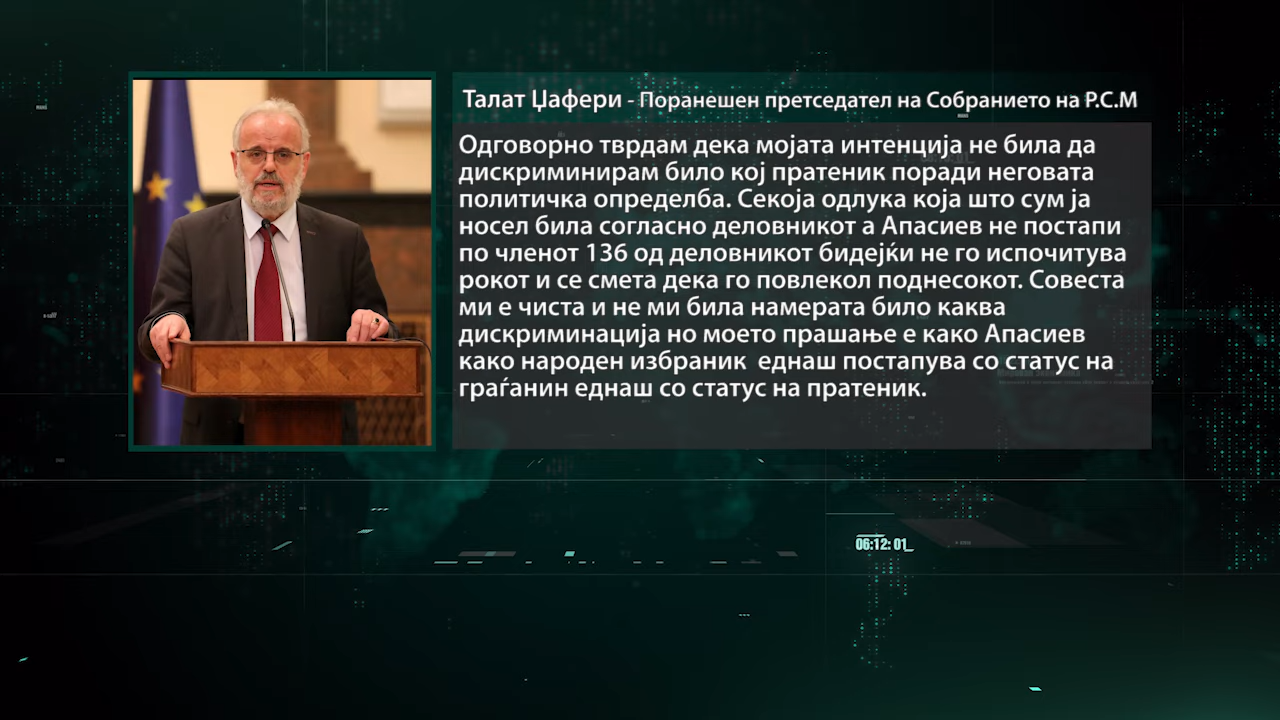 Талат Џафери - Поранешен претседател на Собранието на Р.С.М
Одговорно тврдам дека мојата интенција не била да
дискриминирам било кој пратеник поради неговата
политичка определба. Секоја одлука која што сум ја
носел била согласно деловникот а Апасиев не постапи
по членот 136 од деловникот бидејќи не го испочитува
рокот и се смета дека го повлекол поднесокот. Совеста
ми е чиста и не ми била намерата било каква
дискриминација но моето прашање е како Апасиев
како народен избраник  еднаш постапува со статус на
граѓанин еднаш со статус на пратеник.
06:12: 01